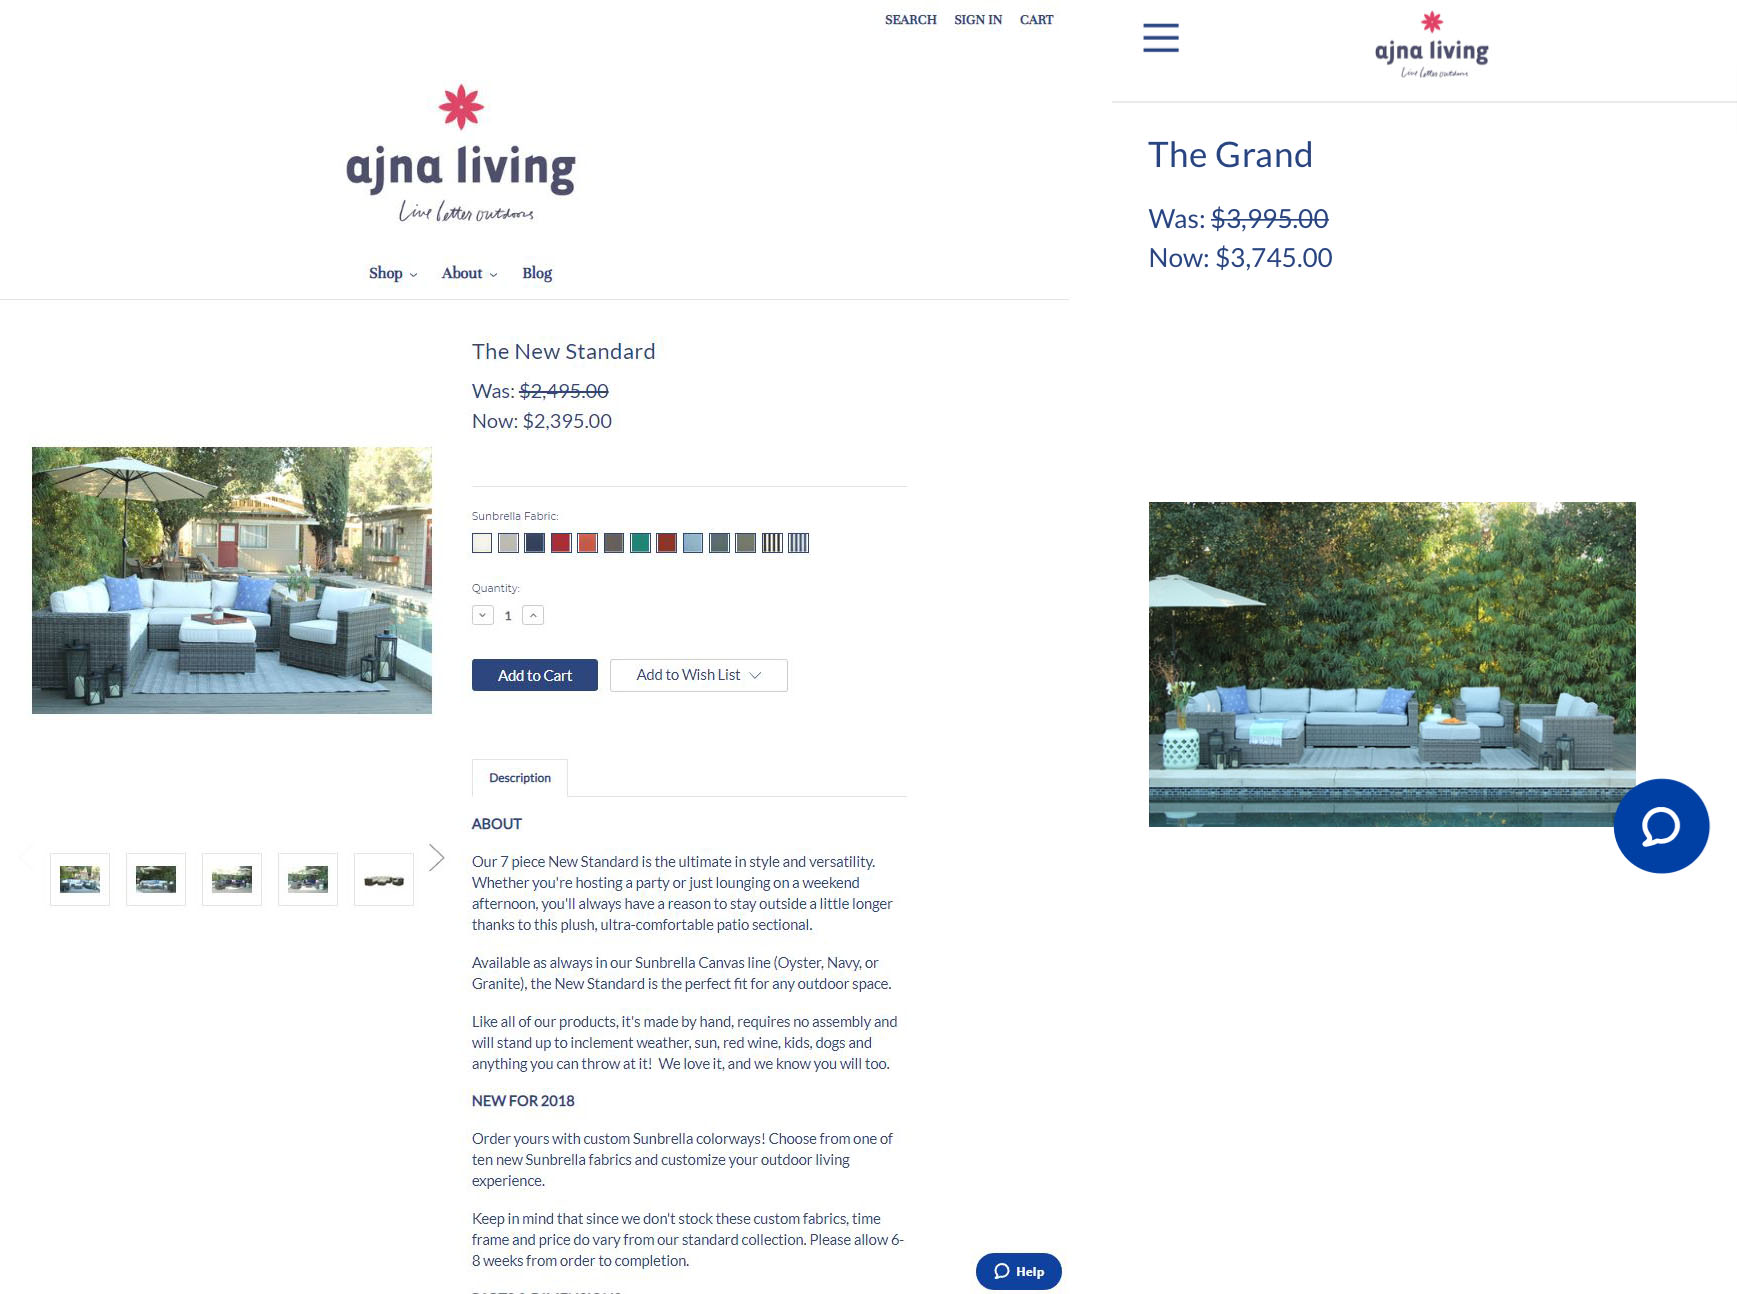 SEARCH SIGN IN CART
ajna living
Live better outdoors
Shop About Blog
The New Standard
Was: $2,495.00
Now: $2,395.00
Sunbrella Fabric:
Quantity:
1
Add to Cart Add to Wish List
Description
ABOUT
Our 7 piece New Standard is the ultimate in style and versatility.
Whether you're hosting a party or just lounging on a weekend
afternoon, you'll always have a reason to stay outside a little longer
thanks to this plush, ultra-comfortable patio sectional.
Available as always in our Sunbrella Canvas line (Oyster, Navy, or
Granite), the New Standard is the perfect fit for any outdoor space.
Like all of our products, it's made by hand, requires no assembly and
will stand up to inclement weather, sun, red wine, kids, dogs and
anything you can throw at it! We love it, and we know you will too.
NEW FOR 2018
Order yours with custom Sunbrella colorways! Choose from one of
ten new Sunbrella fabrics and customize your outdoor living
experience.
Keep in mind that since we don't stock these custom fabrics, time
frame and price do vary from our standard collection. Please allow 6-
8 weeks from order to completion.
Help
ajna living
Live better outdoors
The Grand
Was: $3,995.00
Now: $3,745.00